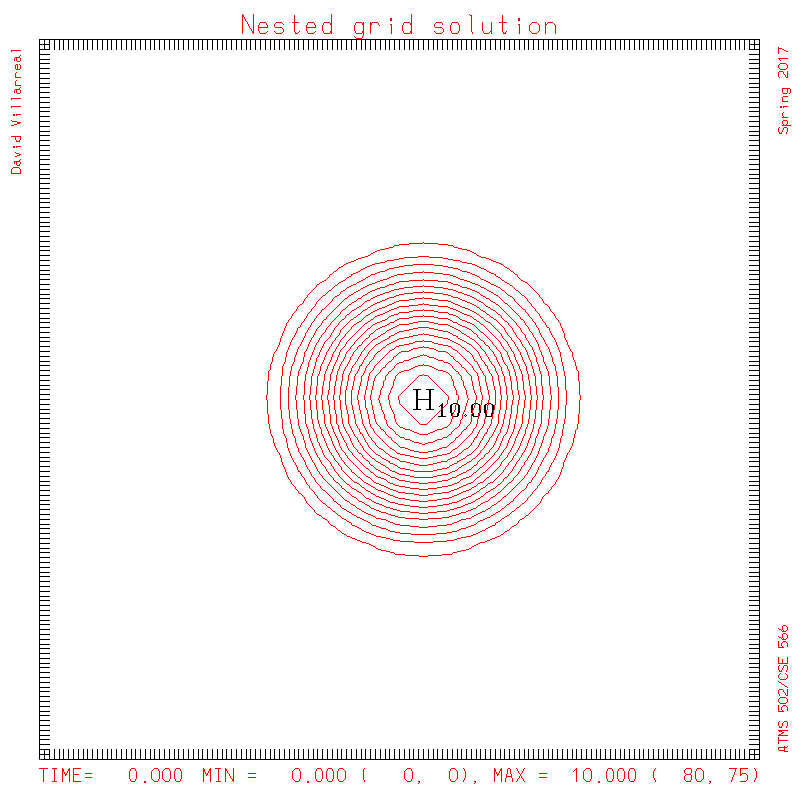 Nested grid solution
David Villarreal
Spring 2017
H
10.00
ATMS 502/CSE 566
TIME=   0.000  MIN =   0.000 (   0,  0), MAX =  10.000 (  80, 75)